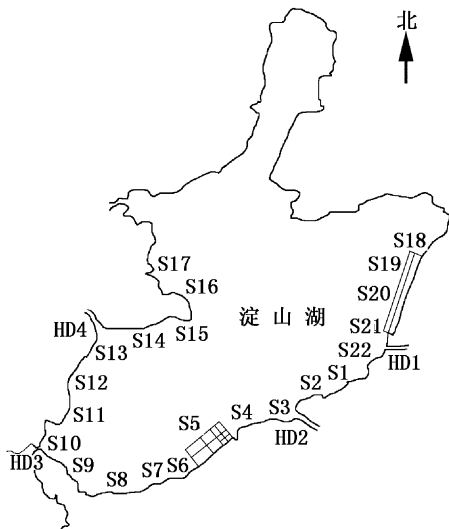 北
S18
S19
S17
S16
S20
淀山湖
S21
HD4
S14
S15
S13
S22
HD1
S1
S12
S2
S3
S4
S11
S5
HD2
S10
HD3
S9
S6
S7
S8